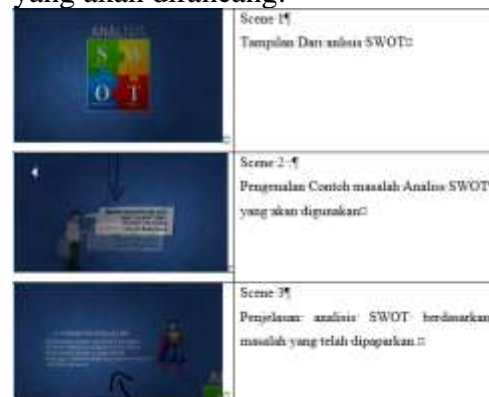 yang akan dirancang.
ANALISIS
S W
O T
Scene 1¶
Tampilan Dari anlisis SWOT
Scene 2 :¶
Pengenalan Contoh masalah Analisis SWOT
yang akan digunakan
Scene 3¶
Penjelasan analisis SWOT berdasarkan
masalah yang telah dipaparkan